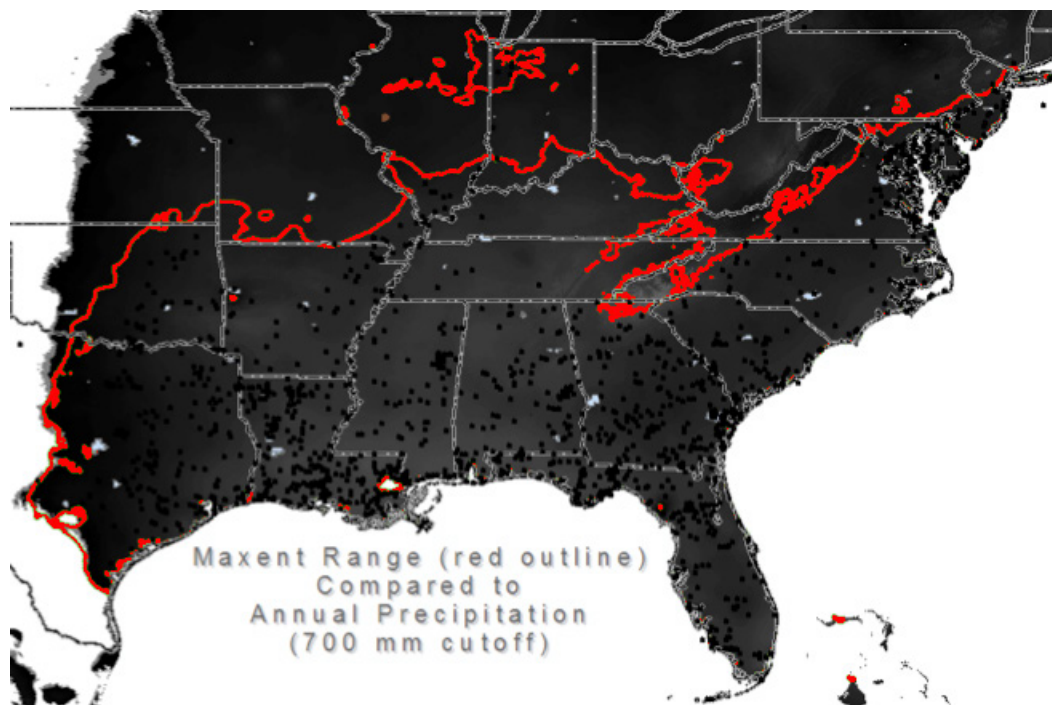 Maxent Range (red outline)
Compared to
Annual Precipitation
(700 mm cutoff)